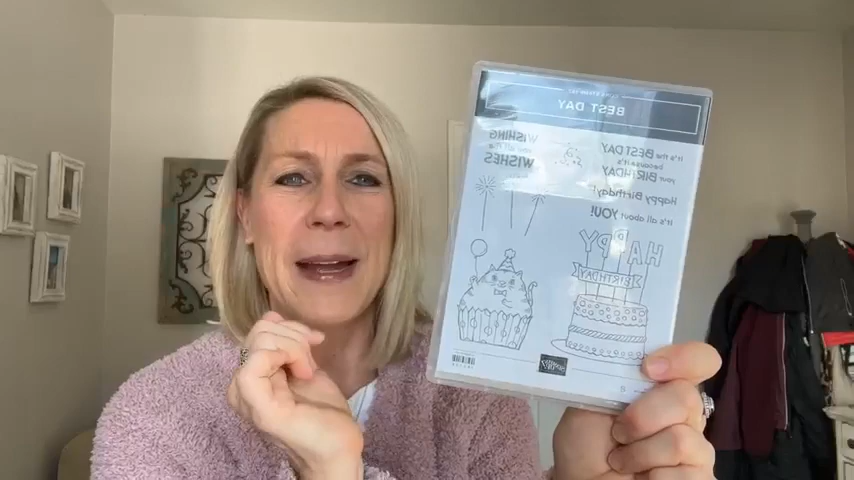 BEST DAY
WISHING
WISHES
It's the BEST DAY
because it's
your BIRTHDAY
Happy Birthday!
It's all about YOU!
HAPPY
BIRTHDAY